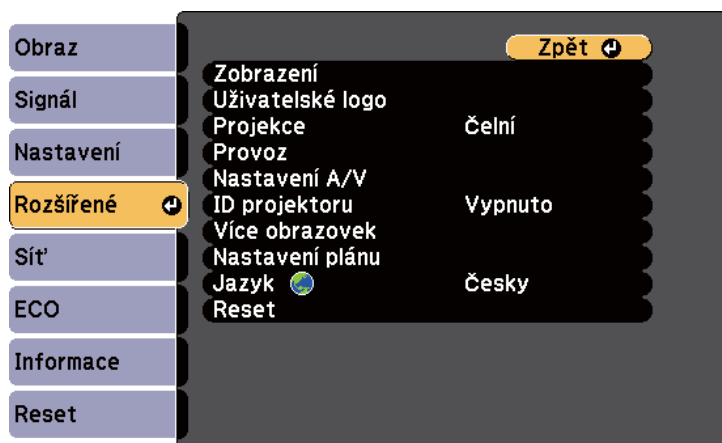 Obraz
Signál
Nastavení
Rozšířené
Síť
ECO
Informace
Reset
Zpět
Zobrazení
Uživatelské logo
Projekce Čelní
Provoz
Nastavení A/V
ID projektoru Vypnuto
Více obrazovek
Nastavení plánu
Jazyk Česky
Reset